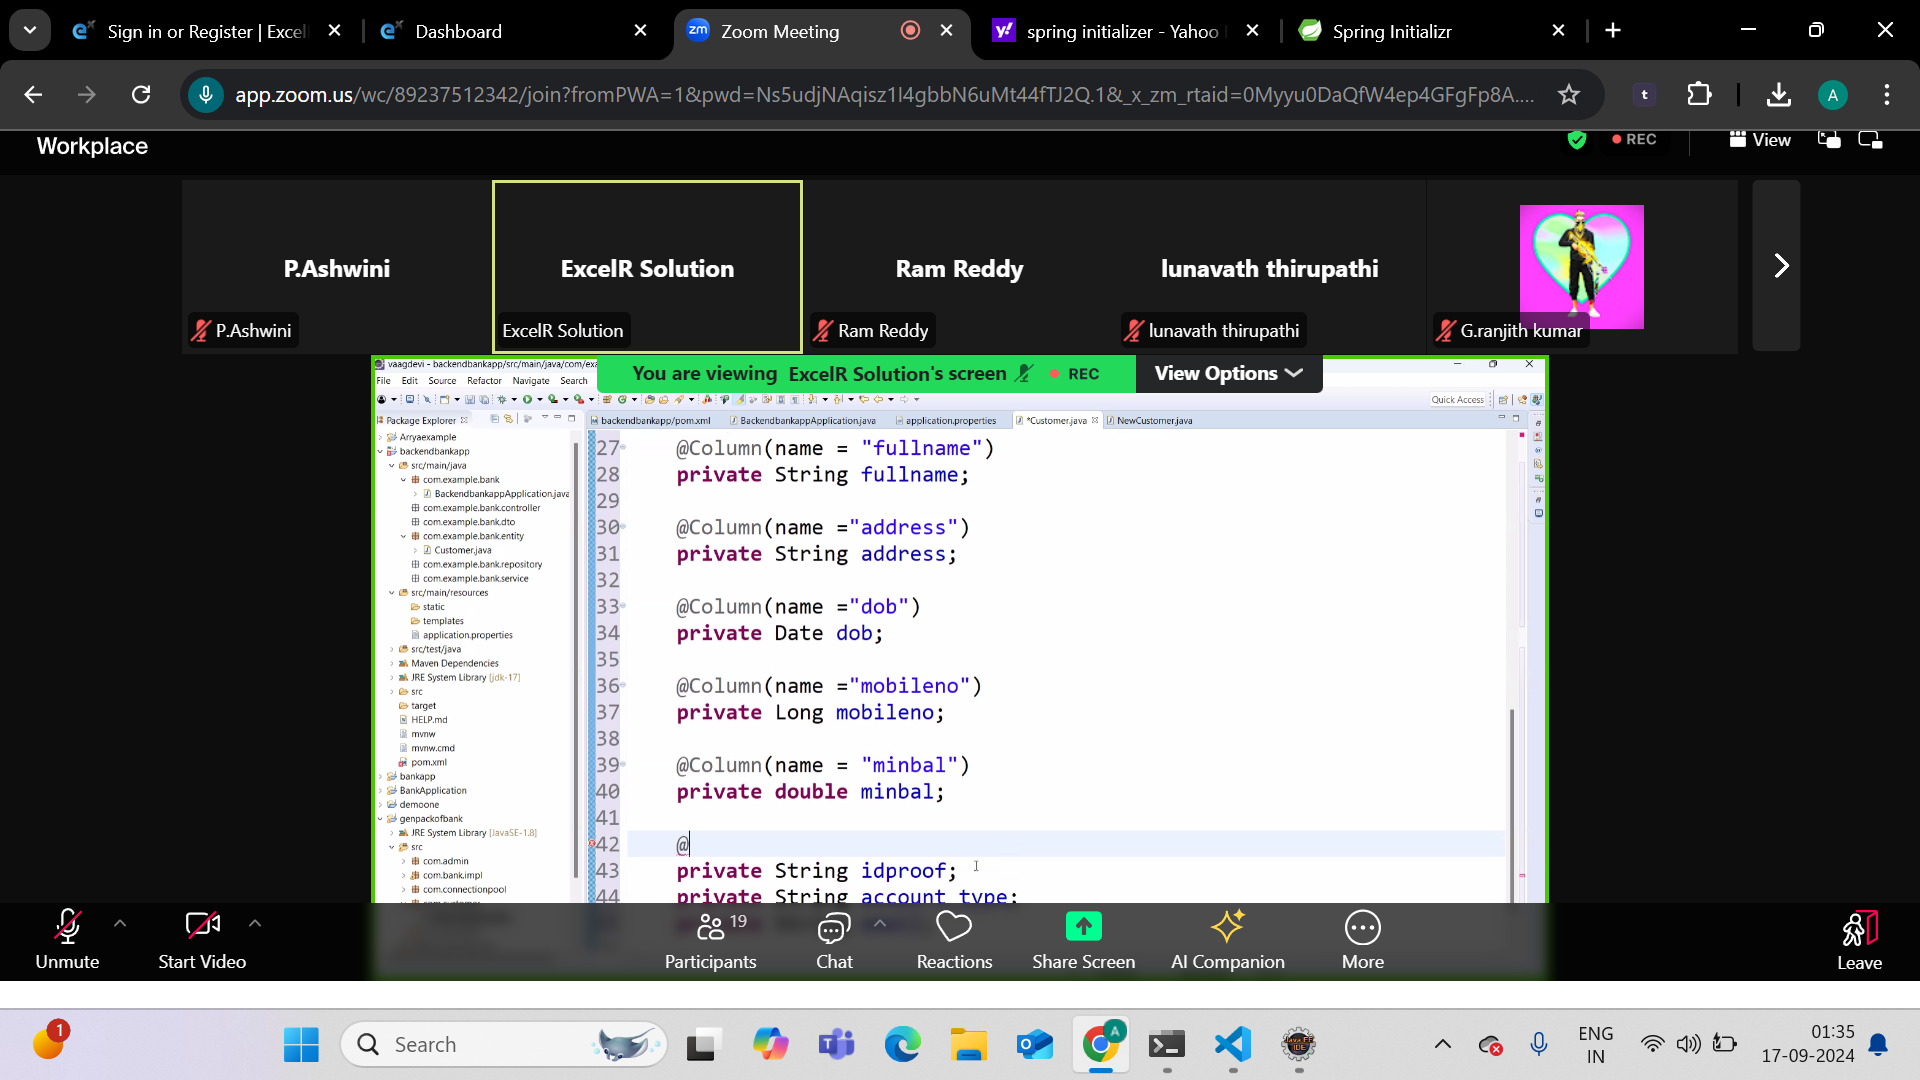 Sign in or Register | Excel
Dashboard
zm Zoom Meeting
spring initializer - Yahoo
Spring Initializr
app.zoom.us/wc/89237512342/join?fromPWA=1&pwd=Ns5udjNAqisz1I4gbbN6uMt44fTJ2Q.1&_x_zm_rtaid=0Myyu0DaQfW4ep4GFgFp8A....
t
A
Workplace
REC
View
P.Ashwini
ExcelR Solution
Ram Reddy
lunavath thirupathi
P.Ashwini
ExcelR Solution
Ram Reddy
lunavath thirupathi
G.ranjith kumar
vaagdevi - backendbankapp/src/main/java/com/exa
You are viewing ExcelR Solution's screen
REC
View Options
File Edit Source Refactor Navigate Search
Quick Access
Package Explorer
backendbankapp/pom.xml
BackendbankappApplication.java
application.properties
*Customer.java
NewCustomer.java
Arryaexample
backendbankapp
src/main/java
com.example.bank
BackendbankappApplication.java
com.example.bank.controller
com.example.bank.dto
com.example.bank.entity
Customer.java
com.example.bank.repository
com.example.bank.service
src/main/resources
static
templates
application.properties
src/test/java
Maven Dependencies
JRE System Library [jdk-17]
src
target
HELP.md
mvnw
mvnw.cmd
pom.xml
bankapp
BankApplication
demoone
genpackofbank
JRE System Library [JavaSE-1.8]
src
com.admin
com.bank.impl
com.connectionpool
27 @Column(name = "fullname")
28 private String fullname;
29
30 @Column(name ="address")
31 private String address;
32
33 @Column(name ="dob")
34 private Date dob;
35
36 @Column(name ="mobileno")
37 private Long mobileno;
38
39 @Column(name = "minbal")
40 private double minbal;
41
42 @
43 private String idproof;
44 private String account_type;
Unmute
Start Video
19
Participants
Chat
Reactions
Share Screen
AI Companion
More
Leave
1
Search
ENG
IN
01:35
17-09-2024